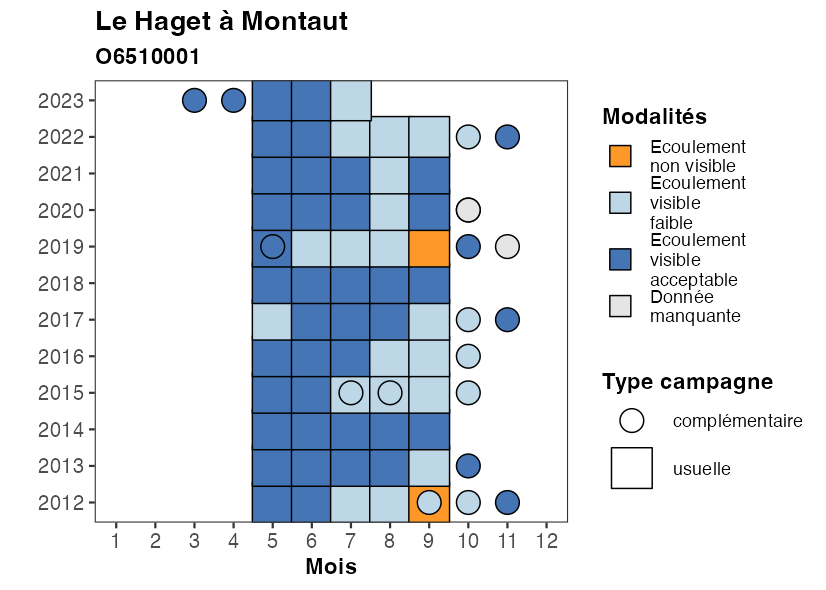 Le Haget à Montaut
O6510001
2023
2022
2021
2020
2019
2018
2017
2016
2015
2014
2013
2012
1 2 3 4 5 6 7 8 9 10 11 12
Mois
Modalités
Ecoulement
non visible
Ecoulement
visible
faible
Ecoulement
visible
acceptable
Donnée
manquante
Type campagne
complémentaire
usuelle